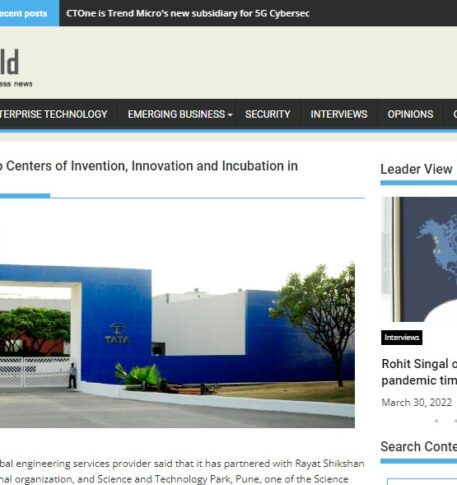 ecent posts
CTOne is Trend Micro's new subsidiary for 5G Cybersec
ld
ess news
TERPRISE TECHNOLOGY
EMERGING BUSINESS
SECURITY
INTERVIEWS
OPINIONS
p Centers of Invention, Innovation and Incubation in
TATA
bal engineering services provider said that it has partnered with Rayat Shikshan
nal organization, and Science and Technology Park, Pune, one of the Science
Leader View
Interviews
Rohit Singal o
pandemic tim
March 30, 2022
Search Conte